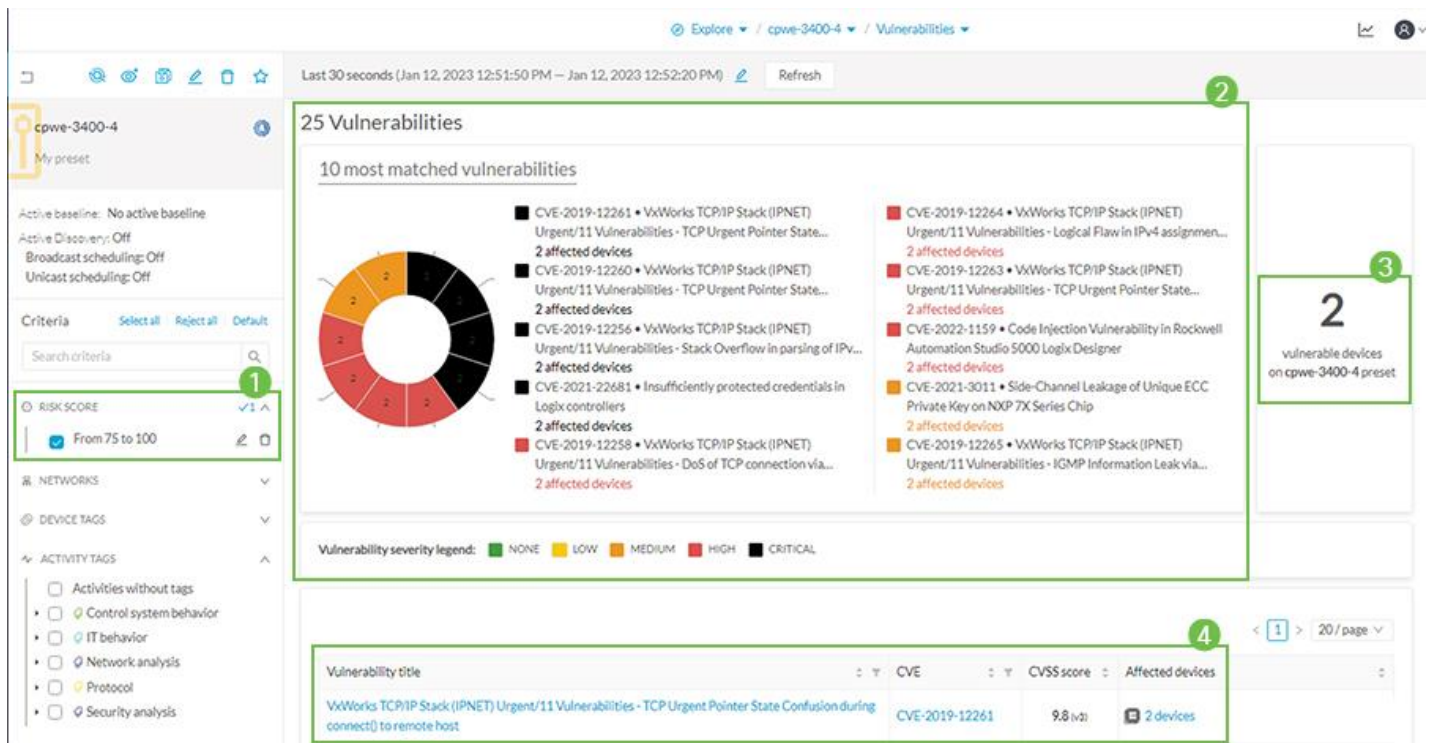 Explore / cpwe-3400-4 / Vulnerabilities
Last 30 seconds (Jan 12, 2023 12:51:50 PM — Jan 12, 2023 12:52:20 PM) Refresh
cpwe-3400-4
My preset
Active baseline: No active baseline
Active Discovery: Off
Broadcast scheduling: Off
Unicast scheduling: Off
Criteria Select all Reject all Default
Search criteria
1
RISK SCORE 1
From 75 to 100
NETWORKS
DEVICE TAGS
ACTIVITY TAGS
Activities without tags
Control system behavior
IT behavior
Network analysis
Protocol
Security analysis
2
25 Vulnerabilities
10 most matched vulnerabilities
2
2
2
2
2
2
CVE-2019-12261 • VxWorks TCP/IP Stack (IPNET)
Urgent/11 Vulnerabilities - TCP Urgent Pointer State...
2 affected devices
CVE-2019-12260 • VxWorks TCP/IP Stack (IPNET)
Urgent/11 Vulnerabilities - TCP Urgent Pointer State...
2 affected devices
CVE-2019-12256 • VxWorks TCP/IP Stack (IPNET)
Urgent/11 Vulnerabilities - Stack Overflow in parsing of IPv...
2 affected devices
CVE-2021-22681 • Insufficiently protected credentials in
Logix controllers
2 affected devices
CVE-2019-12258 • VxWorks TCP/IP Stack (IPNET)
Urgent/11 Vulnerabilities - DoS of TCP connection via...
2 affected devices
CVE-2019-12264 • VxWorks TCP/IP Stack (IPNET)
Urgent/11 Vulnerabilities - Logical Flaw in IPv4 assignmen...
2 affected devices
CVE-2019-12263 • VxWorks TCP/IP Stack (IPNET)
Urgent/11 Vulnerabilities - TCP Urgent Pointer State...
2 affected devices
CVE-2022-1159 • Code Injection Vulnerability in Rockwell
Automation Studio 5000 Logix Designer
2 affected devices
CVE-2021-3011 • Side-Channel Leakage of Unique ECC
Private Key on NXP 7X Series Chip
2 affected devices
CVE-2019-12265 • VxWorks TCP/IP Stack (IPNET)
Urgent/11 Vulnerabilities - IGMP Information Leak via...
2 affected devices
Vulnerability severity legend: NONE LOW MEDIUM HIGH CRITICAL
3
2
vulnerable devices
on cpwe-3400-4 preset
4
< 1 > 20 / page
Vulnerability title CVE CVSS score Affected devices
VxWorks TCP/IP Stack (IPNET) Urgent/11 Vulnerabilities - TCP Urgent Pointer State Confusion during
connect() to remote host
CVE-2019-12261 9.8 (v3) 2 devices